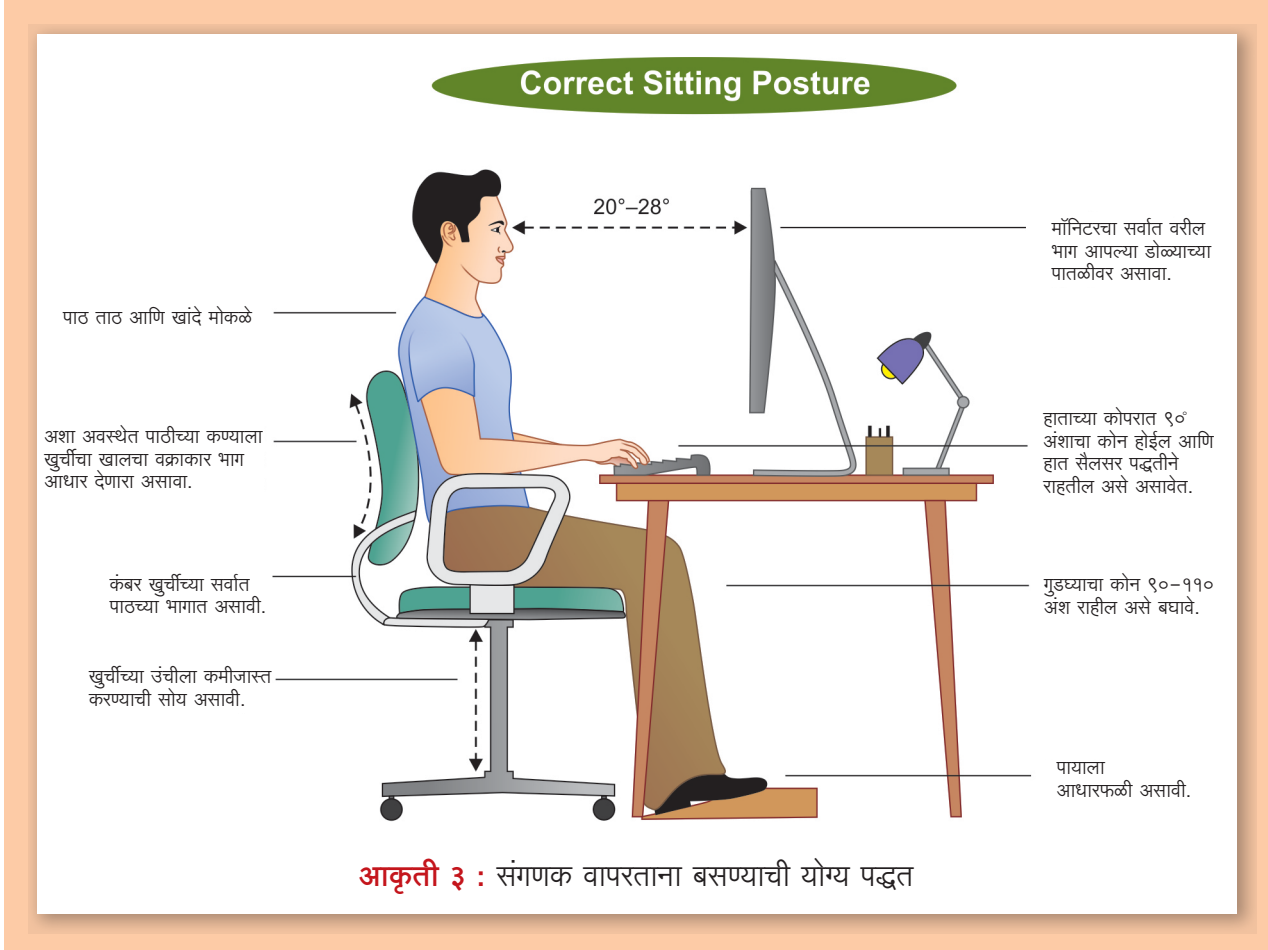 Correct Sitting Posture
20°–28°
मॉनिटरचा सर्वात वरील
भाग आपल्या डोळ्याच्या
पातळीवर असावा.
पाठ ताठ आणि खांदे मोकळे
अशा अवस्थेत पाठीच्या कण्याला
खुर्चीचा खालचा वक्राकार भाग
आधार देणारा असावा.
हाताच्या कोपरात ९०°
अंशाचा कोन होईल आणि
हात सैलसर पद्धतीने
राहतील असे असावेत.
कंबर खुर्चीच्या सर्वात
पाठच्या भागात असावी.
गुडघ्याचा कोन ९०–११०
अंश राहील असे बघावे.
खुर्चीच्या उंचीला कमीजास्त
करण्याची सोय असावी.
पायाला
आधारफळी असावी.
आकृती ३ : संगणक वापरताना बसण्याची योग्य पद्धत